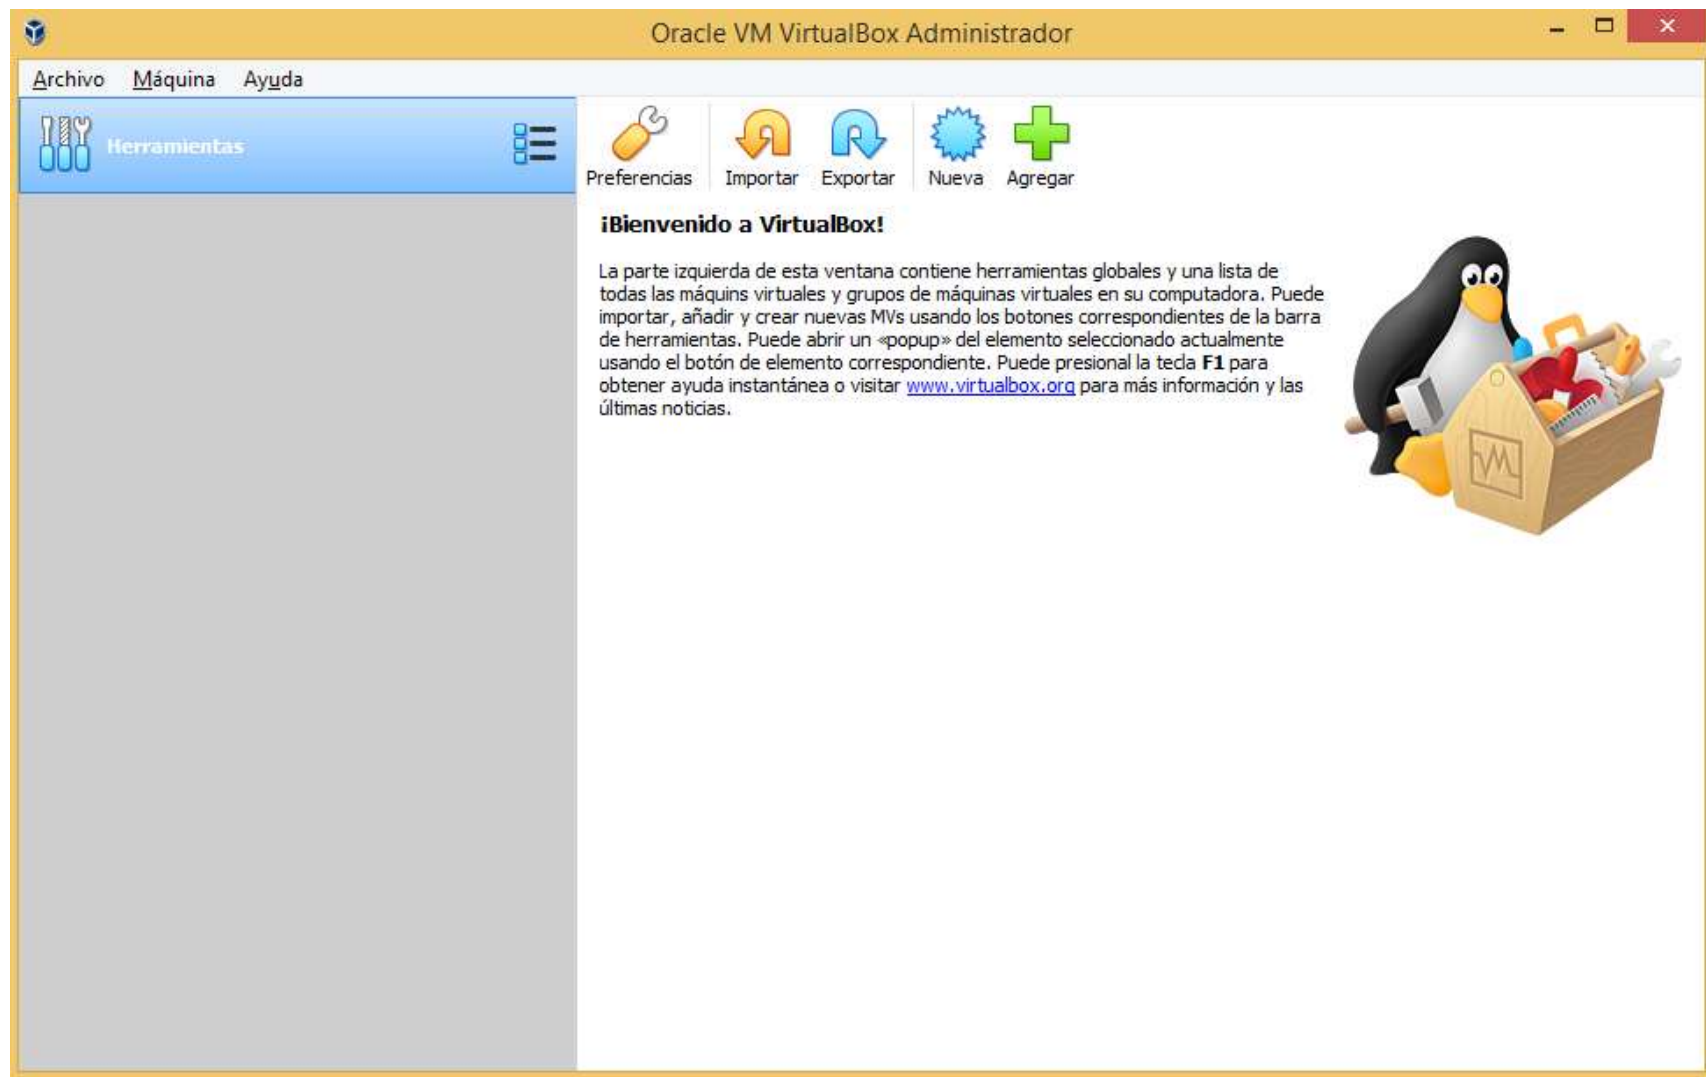 Oracle VM VirtualBox Administrador
Archivo Máquina Ayuda
Herramientas
Preferencias Importar Exportar Nueva Agregar
¡Bienvenido a VirtualBox!
La parte izquierda de esta ventana contiene herramientas globales y una lista de
todas las máquins virtuales y grupos de máquinas virtuales en su computadora. Puede
importar, añadir y crear nuevas MVs usando los botones correspondientes de la barra
de herramientas. Puede abrir un «popup» del elemento seleccionado actualmente
usando el botón de elemento correspondiente. Puede presional la tecla F1 para
obtener ayuda instantánea o visitar www.virtualbox.org para más información y las
últimas noticias.